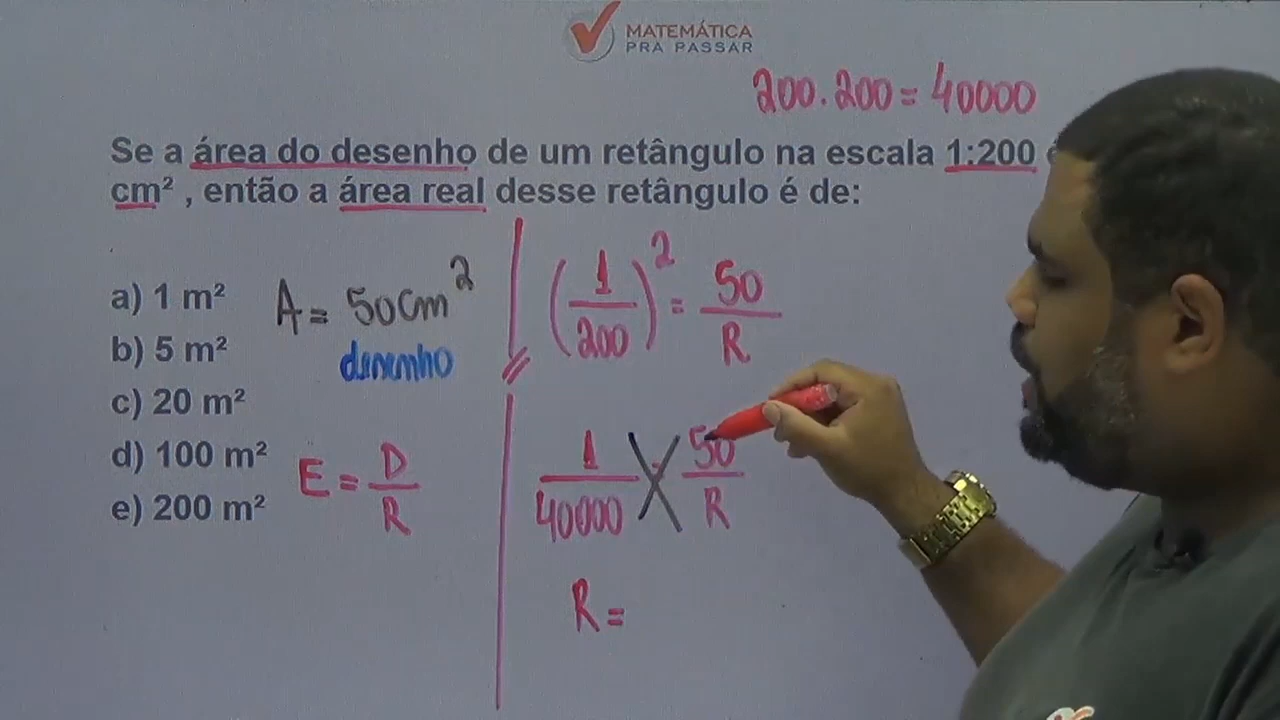 MATEMÁTICA
PRA PASSAR
200.200=40000
Se a área do desenho de um retângulo na escala 1:200
cm² , então a área real desse retângulo é de:
a) 1 m²
b) 5 m²
c) 20 m²
d) 100 m²
e) 200 m²
A= 50cm²
desenho
E= D/R
(1/200)² = 50/R
1/40000 50/R
R=